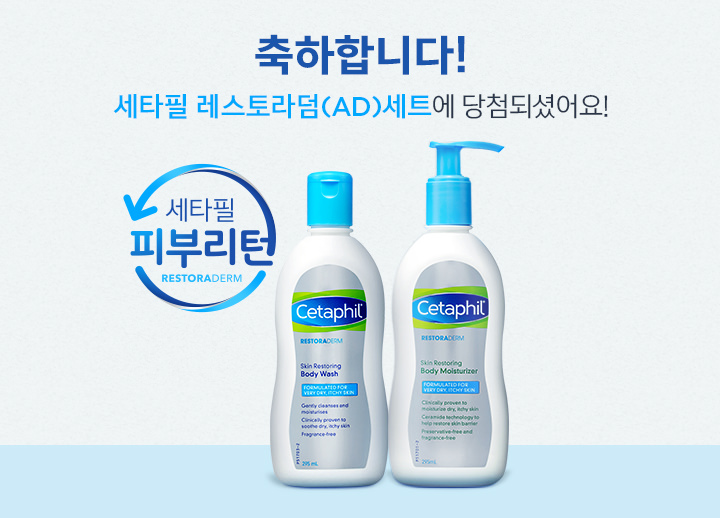 축하합니다!
세타필 레스토라덤(AD)세트에 당첨되셨어요!
세타필
피부리턴
RESTORADERM
Cetaphil®
RESTORADERM
Skin Restoring
Body Wash
FORMULATED FOR
VERY DRY, ITCHY SKIN
Gently cleanses and
moisturises
Clinically proven to
soothe dry, itchy skin
Fragrance-free
295 mL
Cetaphil®
RESTORADERM
Skin Restoring
Body Moisturizer
FORMULATED FOR
VERY DRY, ITCHY SKIN
Clinically proven to
moisturize dry, itchy skin
Ceramide technology to
help restore skin barrier
Preservative-free and
fragrance-free
295mL